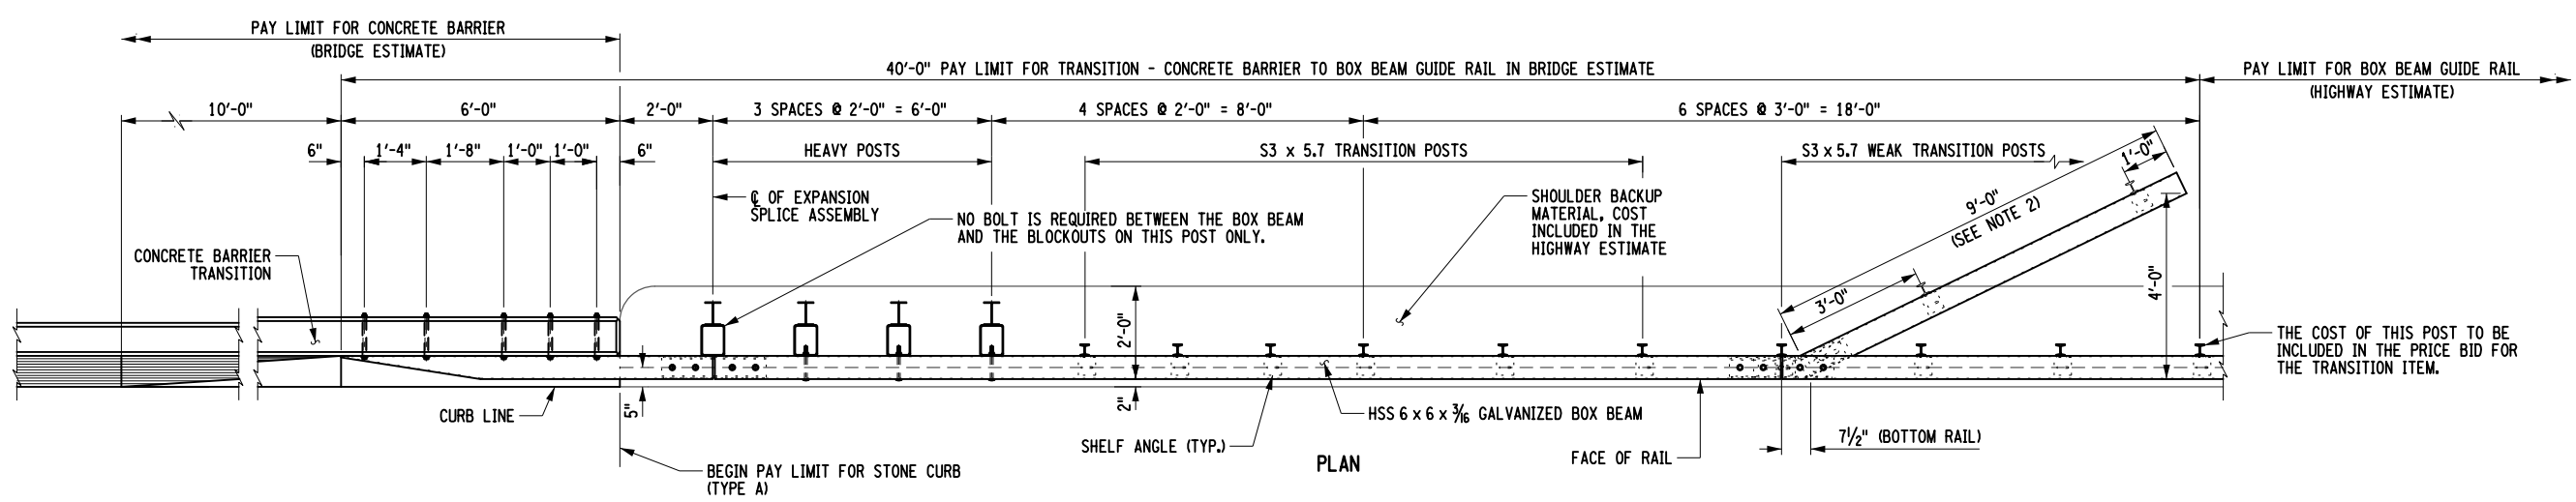 PAY LIMIT FOR CONCRETE BARRIER
(BRIDGE ESTIMATE)
40'-0" PAY LIMIT FOR TRANSITION - CONCRETE BARRIER TO BOX BEAM GUIDE RAIL IN BRIDGE ESTIMATE
PAY LIMIT FOR BOX BEAM GUIDE RAIL
(HIGHWAY ESTIMATE)
10'-0"
6'-0"
2'-0"
3 SPACES @ 2'-0" = 6'-0"
4 SPACES @ 2'-0" = 8'-0"
6 SPACES @ 3'-0" = 18'-0"
6"
1'-4"
1'-8"
1'-0"
1'-0"
6"
HEAVY POSTS
S3 x 5.7 TRANSITION POSTS
S3 x 5.7 WEAK TRANSITION POSTS
1'-0"
9'-0"
(SEE NOTE 2)
3'-0"
4'-0"
℄ OF EXPANSION
SPLICE ASSEMBLY
NO BOLT IS REQUIRED BETWEEN THE BOX BEAM
AND THE BLOCKOUTS ON THIS POST ONLY.
SHOULDER BACKUP
MATERIAL, COST
INCLUDED IN THE
HIGHWAY ESTIMATE
CONCRETE BARRIER
TRANSITION
2'-0"
THE COST OF THIS POST TO BE
INCLUDED IN THE PRICE BID FOR
THE TRANSITION ITEM.
CURB LINE
5"
2"
HSS 6 x 6 x 3⁄16 GALVANIZED BOX BEAM
SHELF ANGLE (TYP.)
FACE OF RAIL
7½" (BOTTOM RAIL)
BEGIN PAY LIMIT FOR STONE CURB
(TYPE A)
PLAN